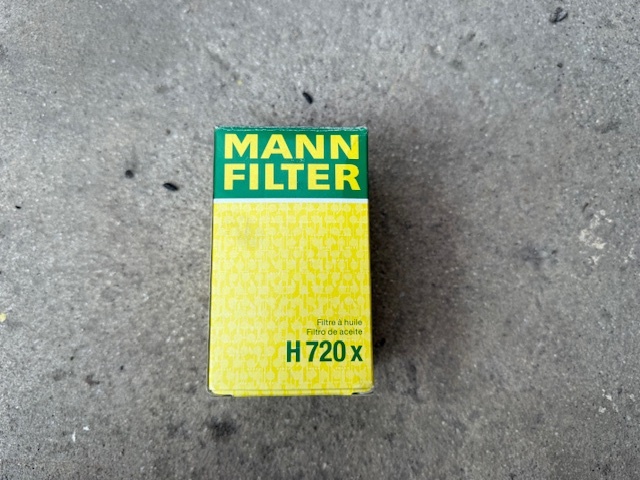 MANN
FILTER
Filtre à huile
Filtro de aceite
H 720 x